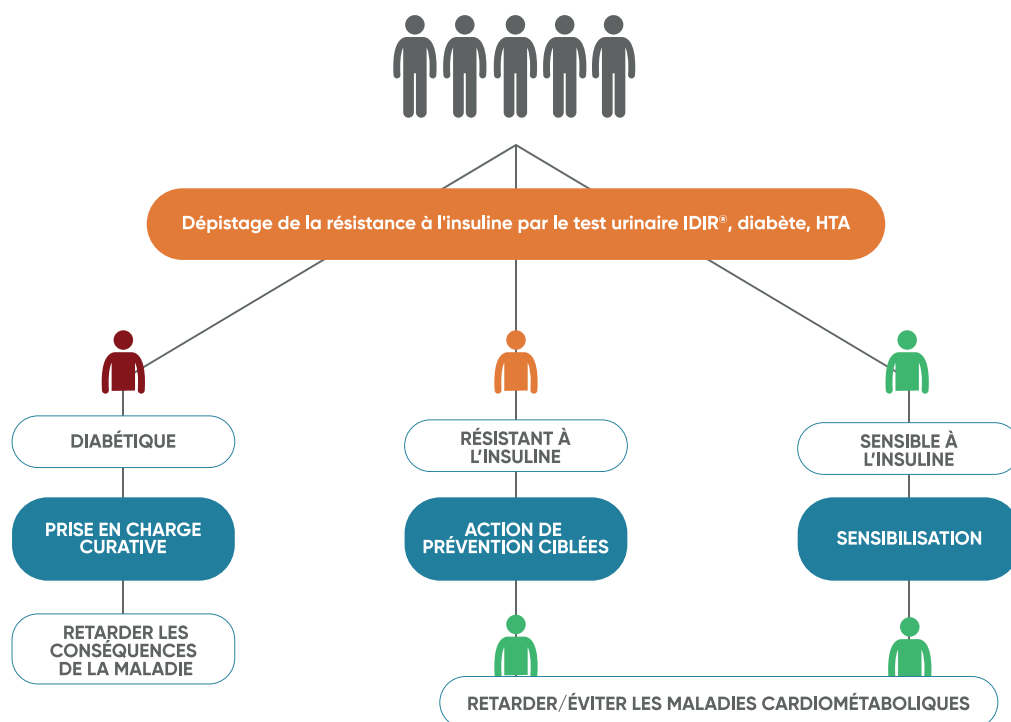 Dépistage de la résistance à l'insuline par le test urinaire IDIR®, diabète, HTA
DIABÉTIQUE
RÉSISTANT À
L'INSULINE
SENSIBLE À
L'INSULINE
PRISE EN CHARGE
CURATIVE
ACTION DE
PRÉVENTION CIBLÉES
SENSIBILISATION
RETARDER LES
CONSÉQUENCES
DE LA MALADIE
RETARDER/ÉVITER LES MALADIES CARDIOMÉTABOLIQUES